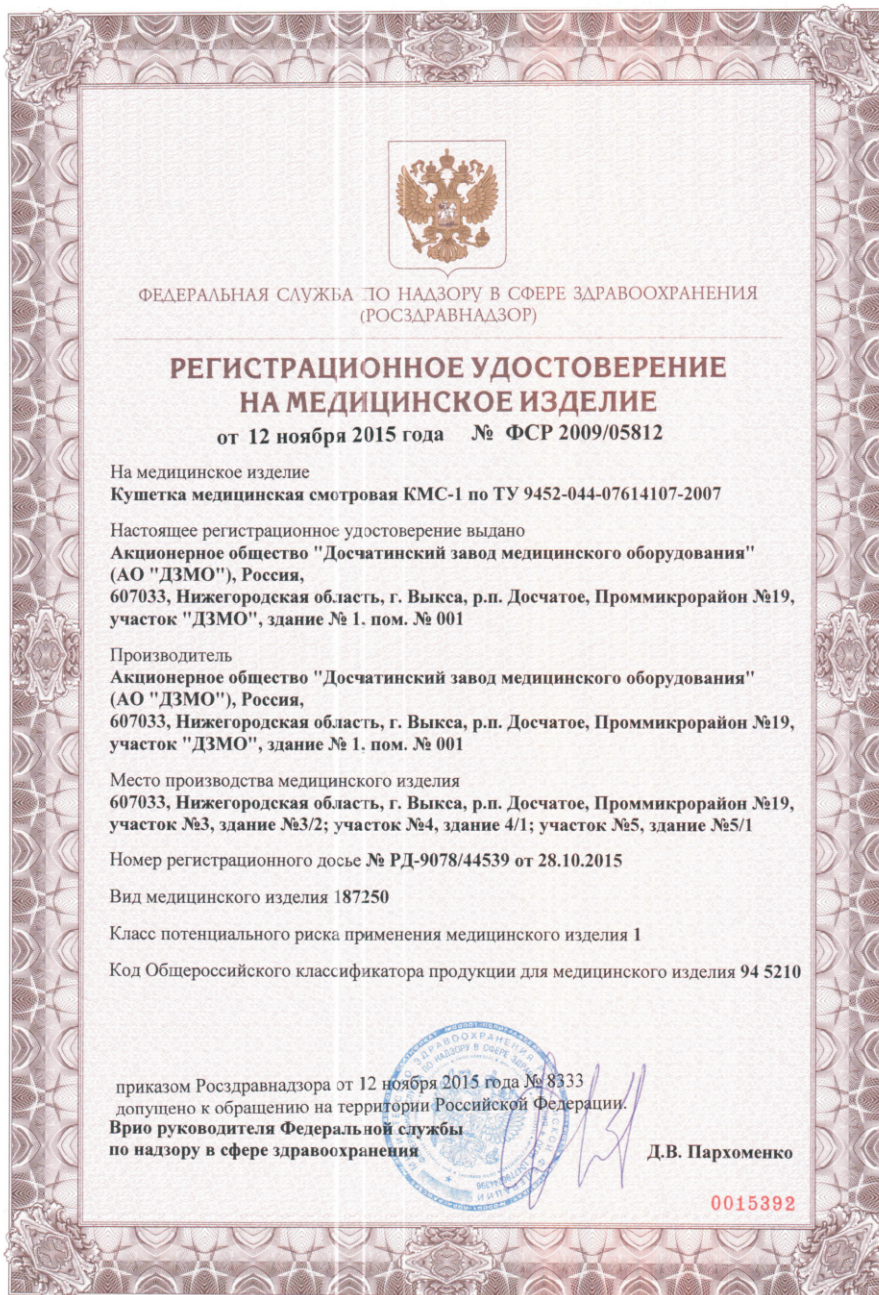 ФЕДЕРАЛЬНАЯ СЛУЖБА ПО НАДЗОРУ В СФЕРЕ ЗДРАВООХРАНЕНИЯ
(РОСЗДРАВНАДЗОР)
РЕГИСТРАЦИОННОЕ УДОСТОВЕРЕНИЕ
НА МЕДИЦИНСКОЕ ИЗДЕЛИЕ
от 12 ноября 2015 года № ФСР 2009/05812
На медицинское изделие
Кушетка медицинская смотровая КМС-1 по ТУ 9452-044-07614107-2007
Настоящее регистрационное удостоверение выдано
Акционерное общество "Досчатинский завод медицинского оборудования"
(АО "ДЗМО"), Россия,
607033, Нижегородская область, г. Выкса, р.п. Досчатое, Проммикрорайон №19,
участок "ДЗМО", здание № 1, пом. № 001
Производитель
Акционерное общество "Досчатинский завод медицинского оборудования"
(АО "ДЗМО"), Россия,
607033, Нижегородская область, г. Выкса, р.п. Досчатое, Проммикрорайон №19,
участок "ДЗМО", здание № 1, пом. № 001
Место производства медицинского изделия
607033, Нижегородская область, г. Выкса, р.п. Досчатое, Проммикрорайон №19,
участок №3, здание №3/2; участок №4, здание 4/1; участок №5, здание №5/1
Номер регистрационного досье № РД-9078/44539 от 28.10.2015
Вид медицинского изделия 187250
Класс потенциального риска применения медицинского изделия 1
Код Общероссийского классификатора продукции для медицинского изделия 94 5210
приказом Росздравнадзора от 12 ноября 2015 года № 8333
допущено к обращению на территории Российской Федерации.
Врио руководителя Федеральной службы
по надзору в сфере здравоохранения
Д.В. Пархоменко
0015392